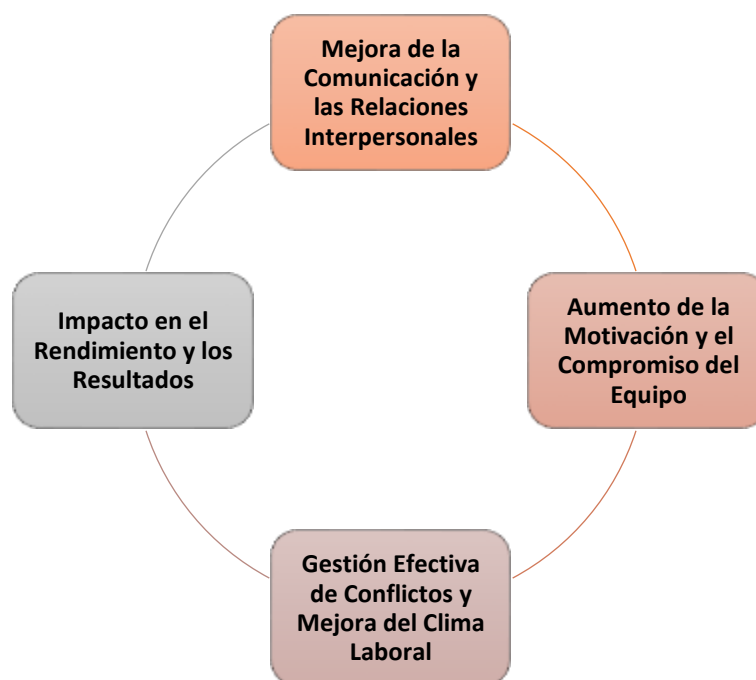 Mejora de la
Comunicación y
las Relaciones
Interpersonales
Aumento de la
Motivación y el
Compromiso del
Equipo
Gestión Efectiva
de Conflictos y
Mejora del Clima
Laboral
Impacto en el
Rendimiento y los
Resultados